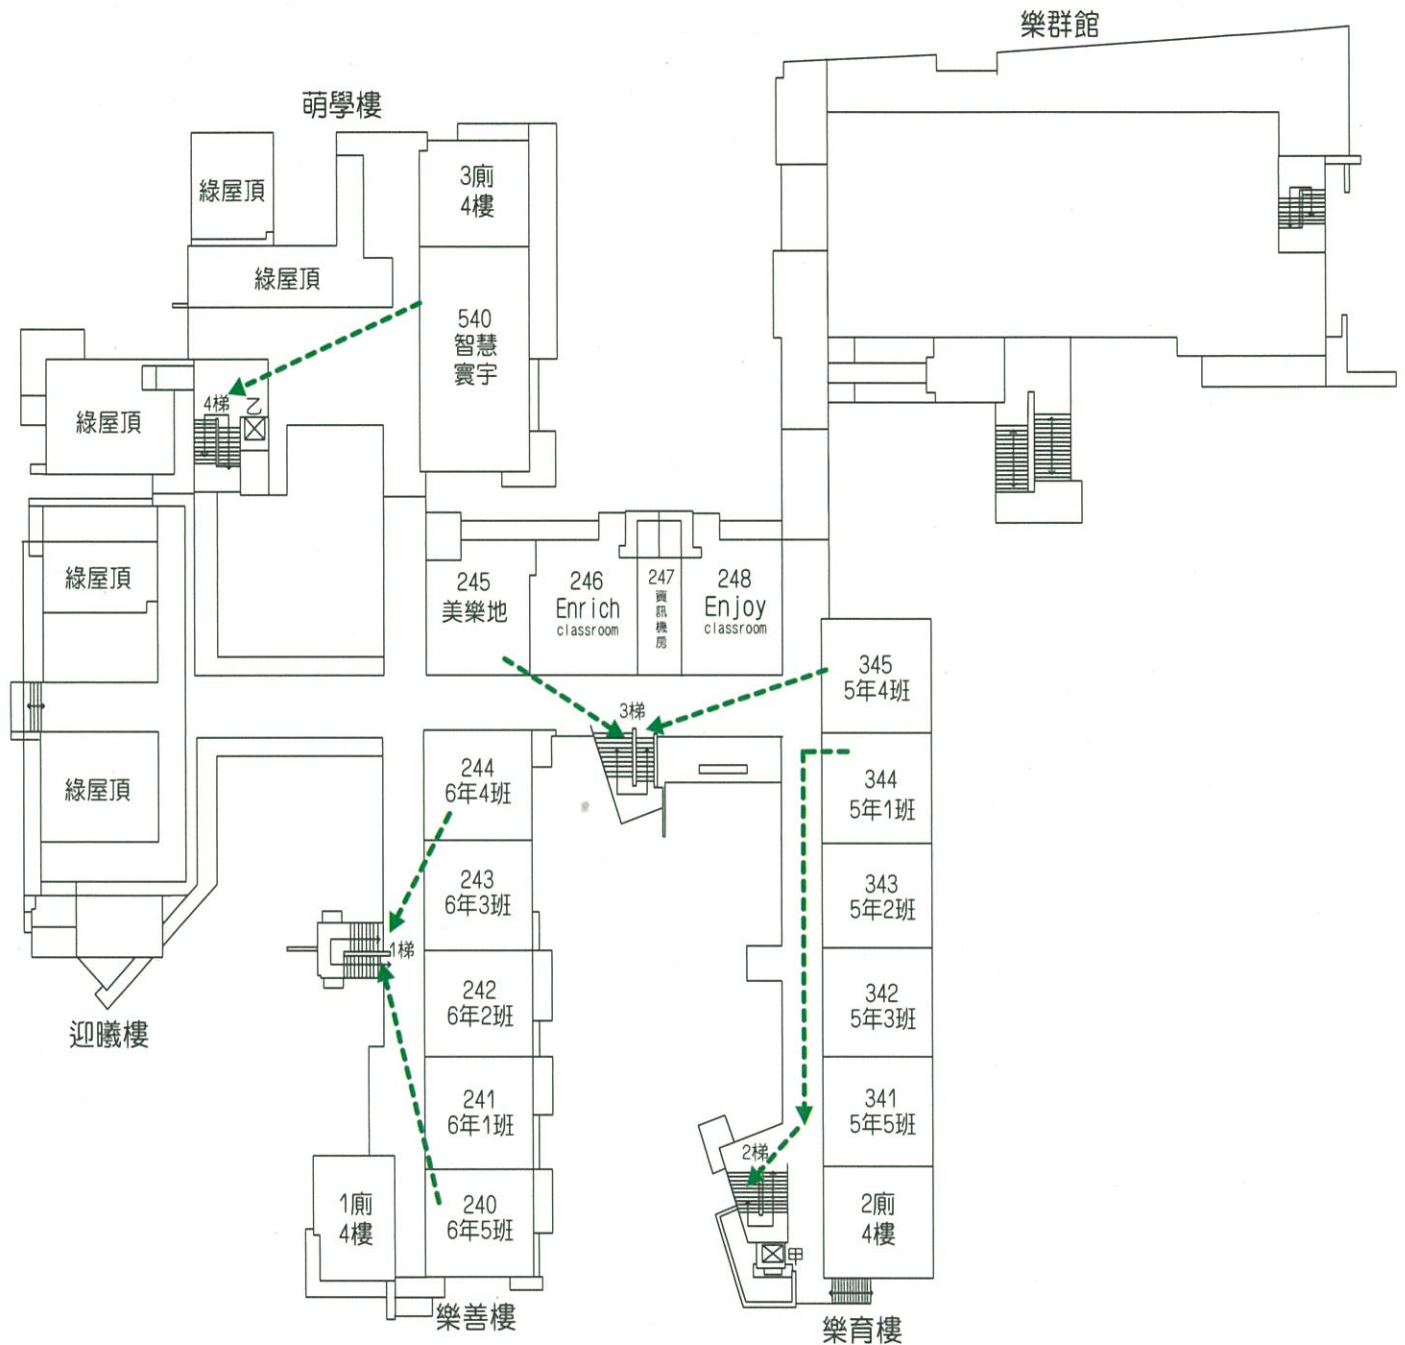 樂群館
萌學樓
綠屋頂
3廁
4樓
綠屋頂
540
智慧
寰宇
4梯
乙
綠屋頂
綠屋頂
245
美樂地
246
Enrich
classroom
247
資訊機房
248
Enjoy
classroom
345
5年4班
3梯
綠屋頂
244
6年4班
344
5年1班
243
6年3班
343
5年2班
1梯
242
6年2班
342
5年3班
迎曦樓
241
6年1班
341
5年5班
2梯
1廁
4樓
240
6年5班
2廁
4樓
甲
樂善樓
樂育樓